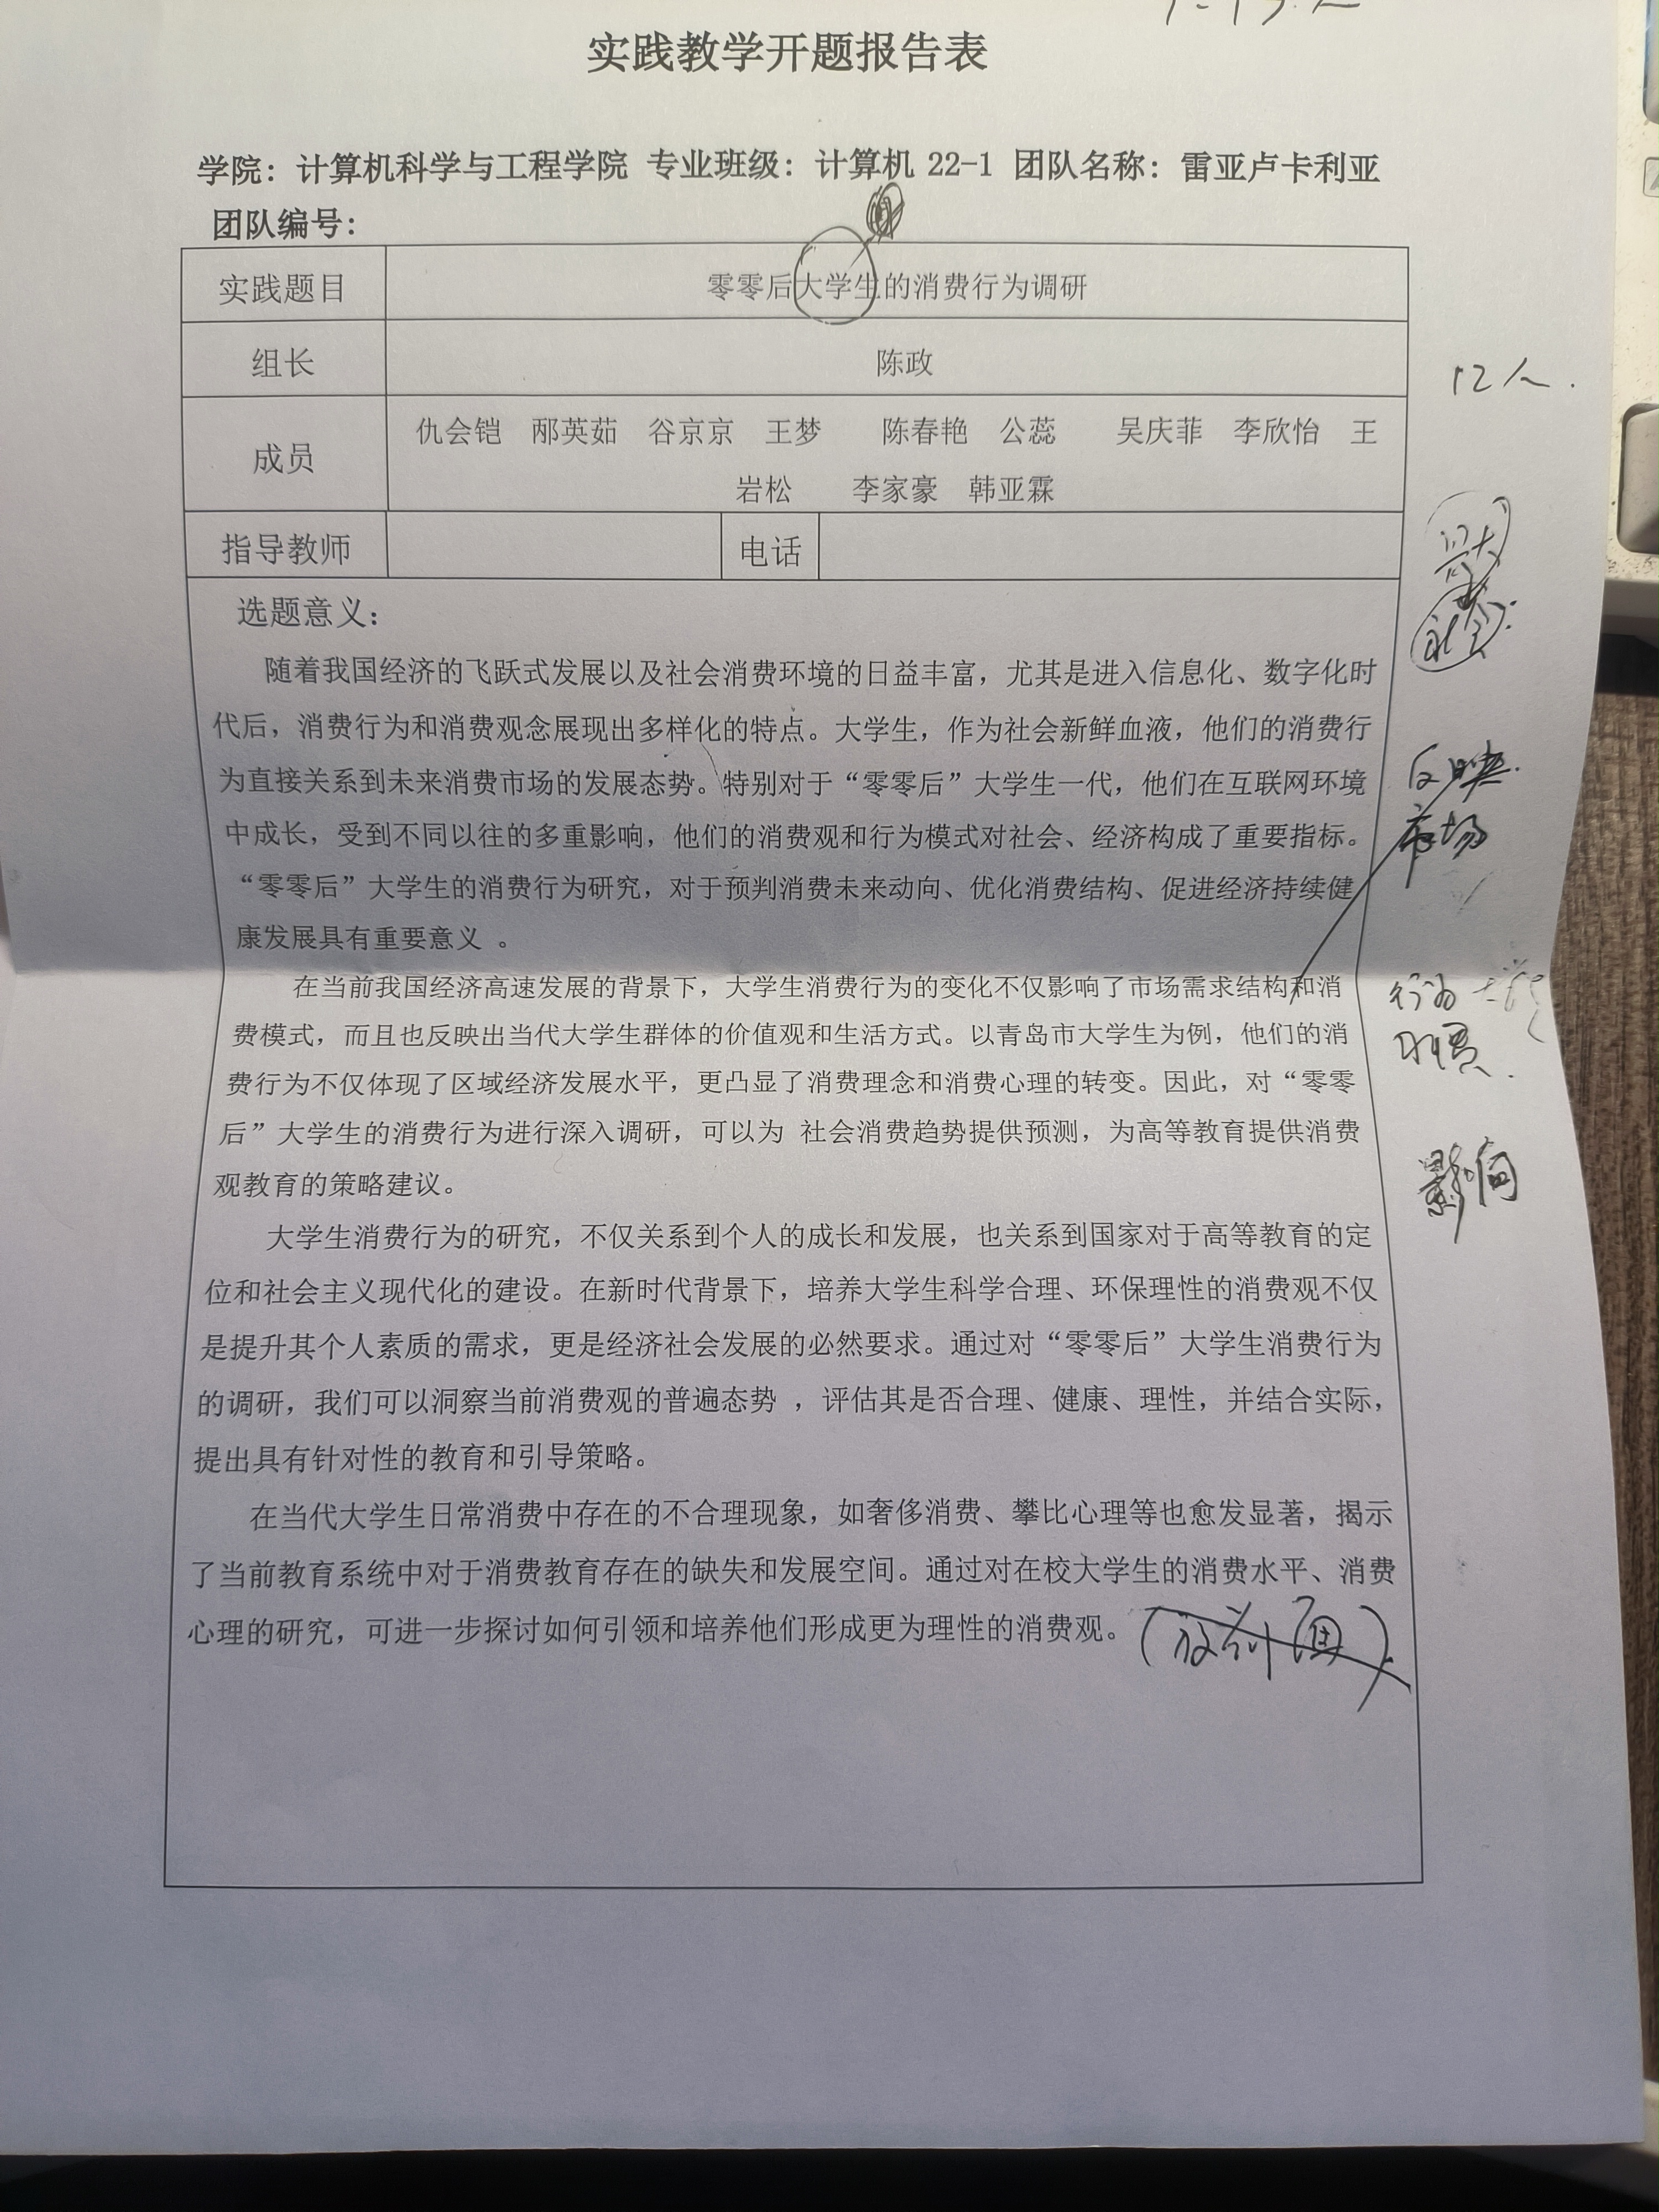 实践教学开题报告表
学院：计算机科学与工程学院 专业班级：计算机 22-1 团队名称：雷亚卢卡利亚
团队编号：
实践题目 零零后大学生的消费行为调研
组长 陈政
12人.
成员 仇会铠 邴英茹 谷京京 王梦 陈春艳 公蕊 吴庆菲 李欣怡 王
岩松 李家豪 韩亚霖
指导教师 电话
选题意义：
随着我国经济的飞跃式发展以及社会消费环境的日益丰富，尤其是进入信息化、数字化时
代后，消费行为和消费观念展现出多样化的特点。大学生，作为社会新鲜血液，他们的消费行
为直接关系到未来消费市场的发展态势。特别对于“零零后”大学生一代，他们在互联网环境
中成长，受到不同以往的多重影响，他们的消费观和行为模式对社会、经济构成了重要指标。
“零零后”大学生的消费行为研究，对于预判消费未来动向、优化消费结构、促进经济持续健
康发展具有重要意义 。
反映
市场
在当前我国经济高速发展的背景下，大学生消费行为的变化不仅影响了市场需求结构和消
费模式，而且也反映出当代大学生群体的价值观和生活方式。以青岛市大学生为例，他们的消
费行为不仅体现了区域经济发展水平，更凸显了消费理念和消费心理的转变。因此，对“零零
后”大学生的消费行为进行深入调研，可以为 社会消费趋势提供预测，为高等教育提供消费
观教育的策略建议。
行为
习惯
影响
大学生消费行为的研究，不仅关系到个人的成长和发展，也关系到国家对于高等教育的定
位和社会主义现代化的建设。在新时代背景下，培养大学生科学合理、环保理性的消费观不仅
是提升其个人素质的需求，更是经济社会发展的必然要求。通过对“零零后”大学生消费行为
的调研，我们可以洞察当前消费观的普遍态势 ，评估其是否合理、健康、理性，并结合实际，
提出具有针对性的教育和引导策略。
在当代大学生日常消费中存在的不合理现象，如奢侈消费、攀比心理等也愈发显著，揭示
了当前教育系统中对于消费教育存在的缺失和发展空间。通过对在校大学生的消费水平、消费
心理的研究，可进一步探讨如何引领和培养他们形成更为理性的消费观。